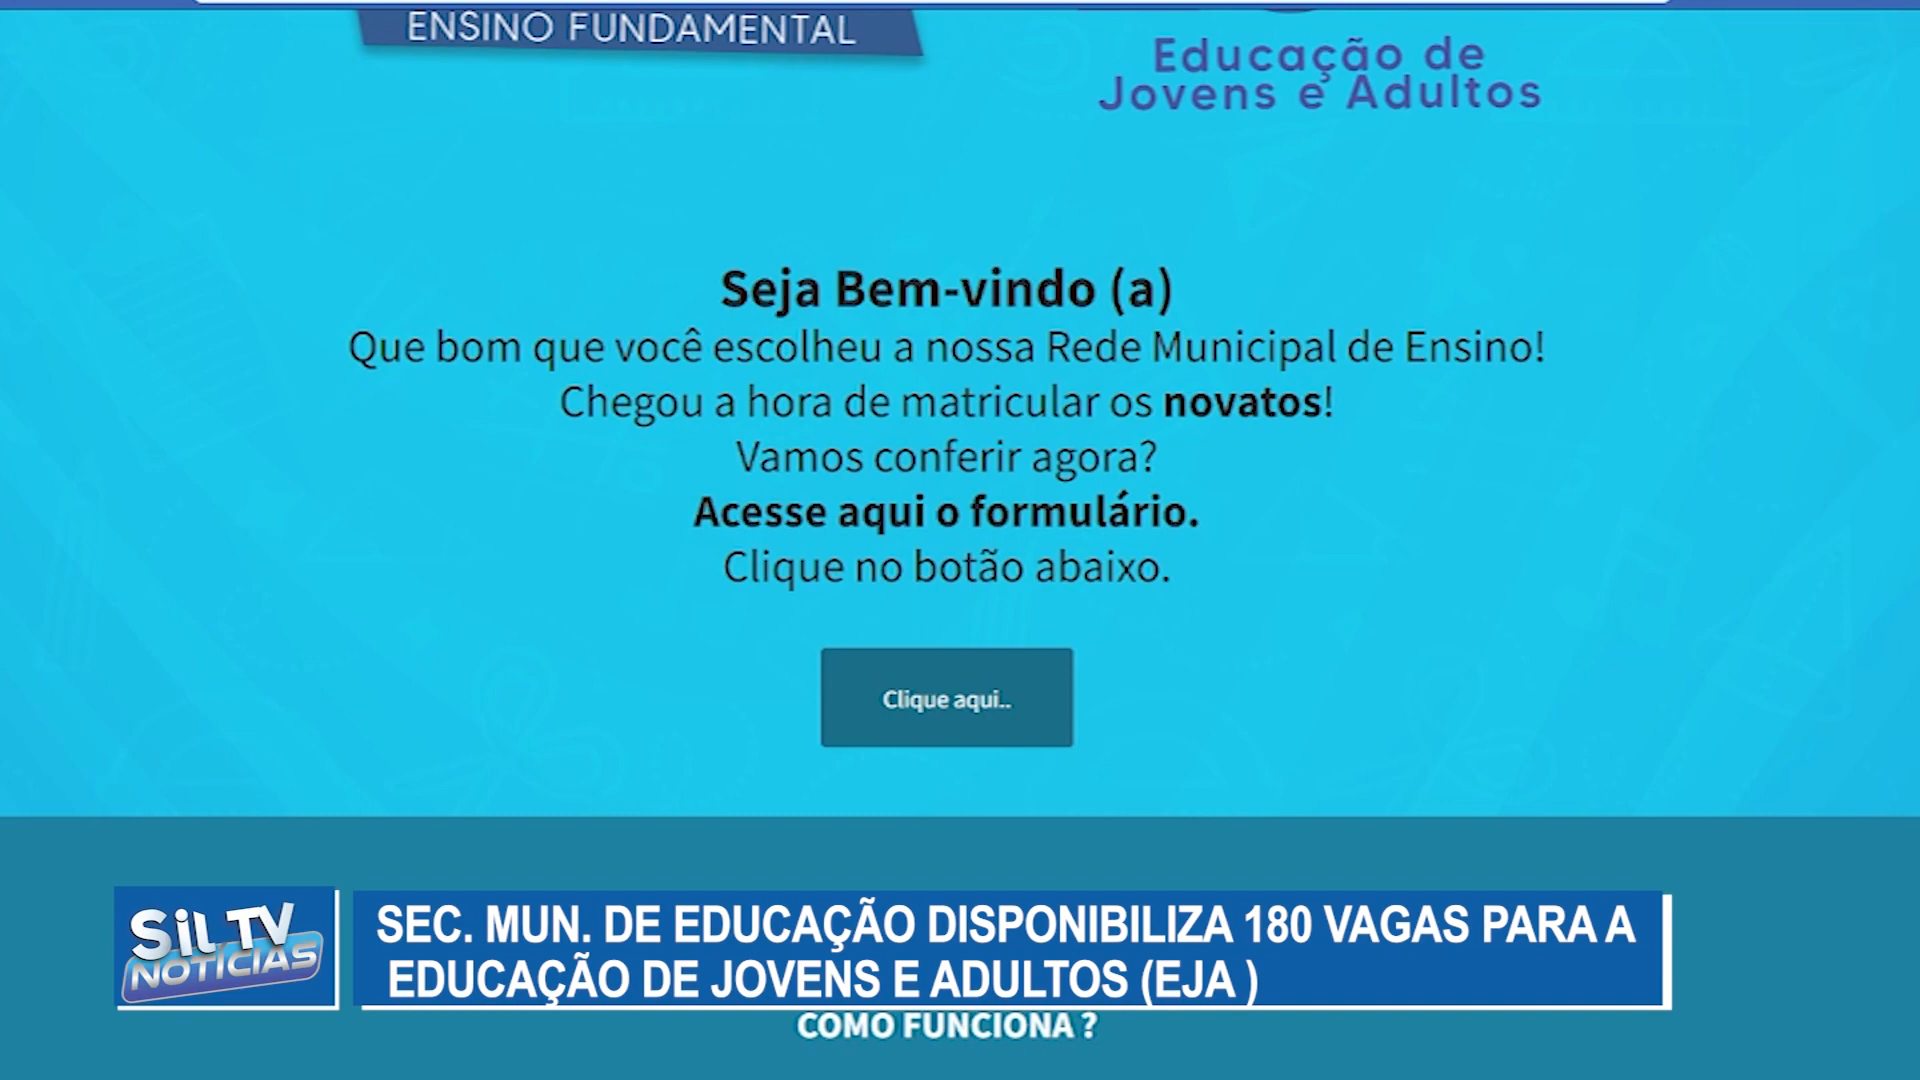 ENSINO FUNDAMENTAL
Educação de
Jovens e Adultos
Seja Bem-vindo (a)
Que bom que você escolheu a nossa Rede Municipal de Ensino!
Chegou a hora de matricular os novatos!
Vamos conferir agora?
Acesse aqui o formulário.
Clique no botão abaixo.
Clique aqui..
SiL TV
NOTÍCIAS
SEC. MUN. DE EDUCAÇÃO DISPONIBILIZA 180 VAGAS PARA A
EDUCAÇÃO DE JOVENS E ADULTOS (EJA )
COMO FUNCIONA ?